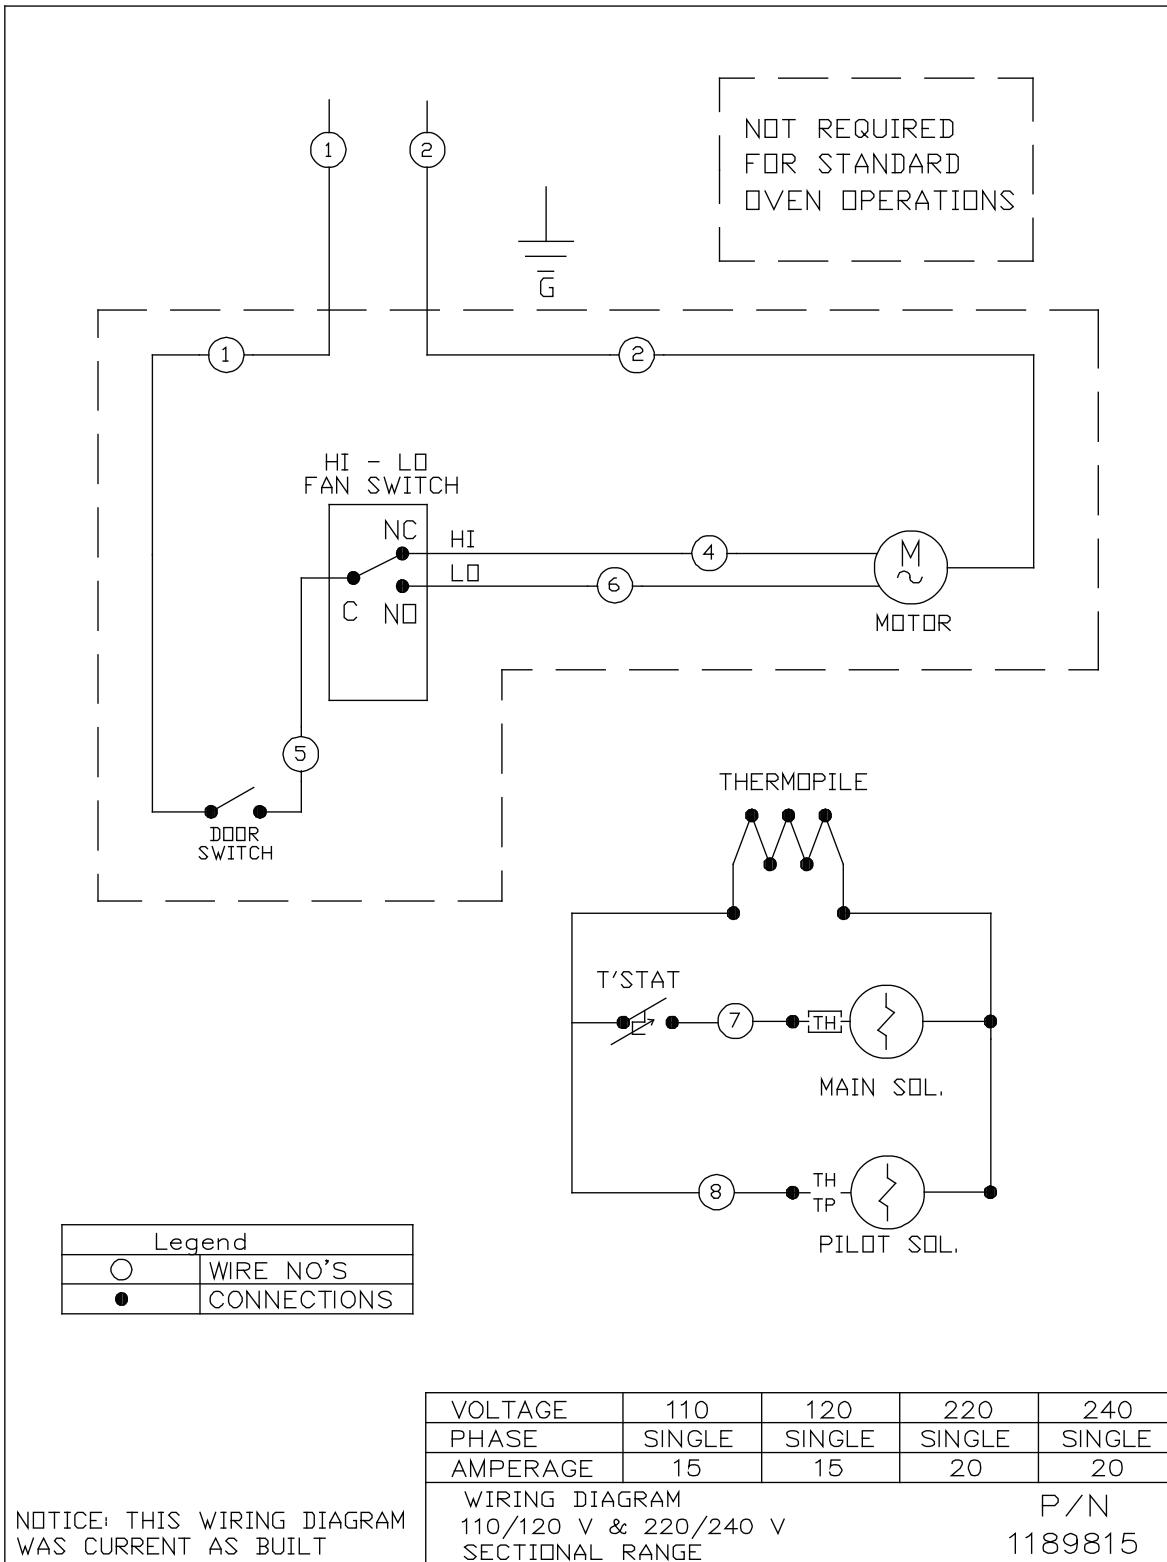 1
2
NOT REQUIRED
FOR STANDARD
OVEN OPERATIONS
G
1
2
HI - LO
FAN SWITCH
NC
HI
4
M
LO
6
C
NO
MOTOR
5
DOOR
SWITCH
THERMOPILE
T'STAT
7
TH
MAIN SOL.
8
TH
TP
PILOT SOL.
Legend
WIRE NO'S
CONNECTIONS
VOLTAGE 110 120 220 240
PHASE SINGLE SINGLE SINGLE SINGLE
AMPERAGE 15 15 20 20
NOTICE: THIS WIRING DIAGRAM
WAS CURRENT AS BUILT
WIRING DIAGRAM
110/120 V & 220/240 V
SECTIONAL RANGE
P/N
1189815